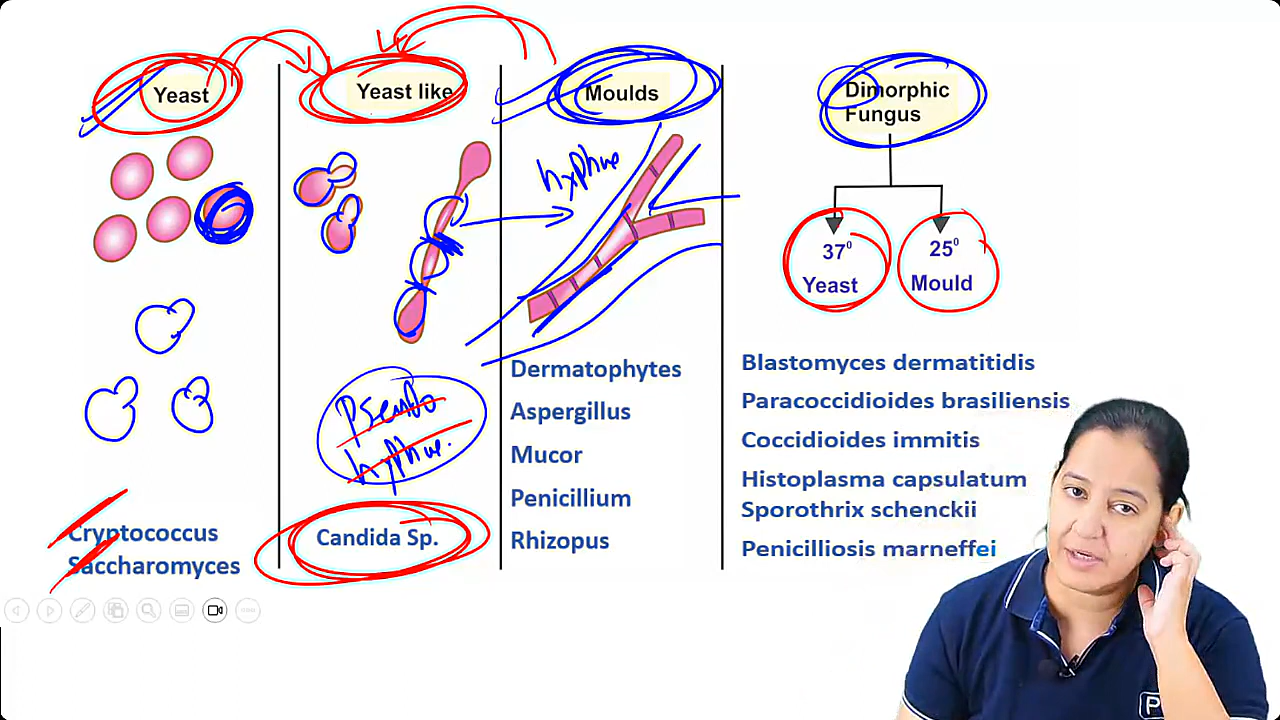 Yeast
Yeast like
Moulds
Dimorphic
Fungus
hyphae
37⁰
Yeast
25⁰
Mould
Pseudo
hyphae
Cryptococcus
Saccharomyces
Candida Sp.
Dermatophytes
Aspergillus
Mucor
Penicillium
Rhizopus
Blastomyces dermatitidis
Paracoccidioides brasiliensis
Coccidioides immitis
Histoplasma capsulatum
Sporothrix schenckii
Penicilliosis marneffei
P